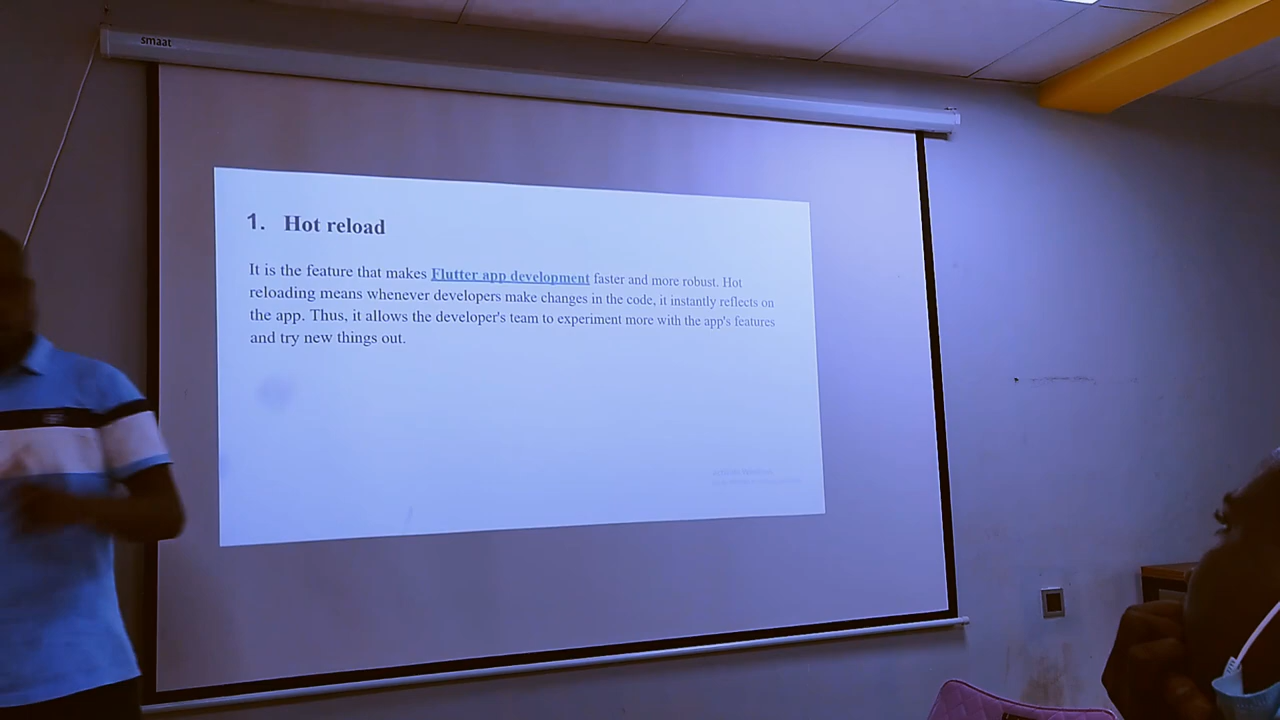 smaat
1. Hot reload
It is the feature that makes Flutter app development faster and more robust. Hot
reloading means whenever developers make changes in the code, it instantly reflects on
the app. Thus, it allows the developer's team to experiment more with the app's features
and try new things out.